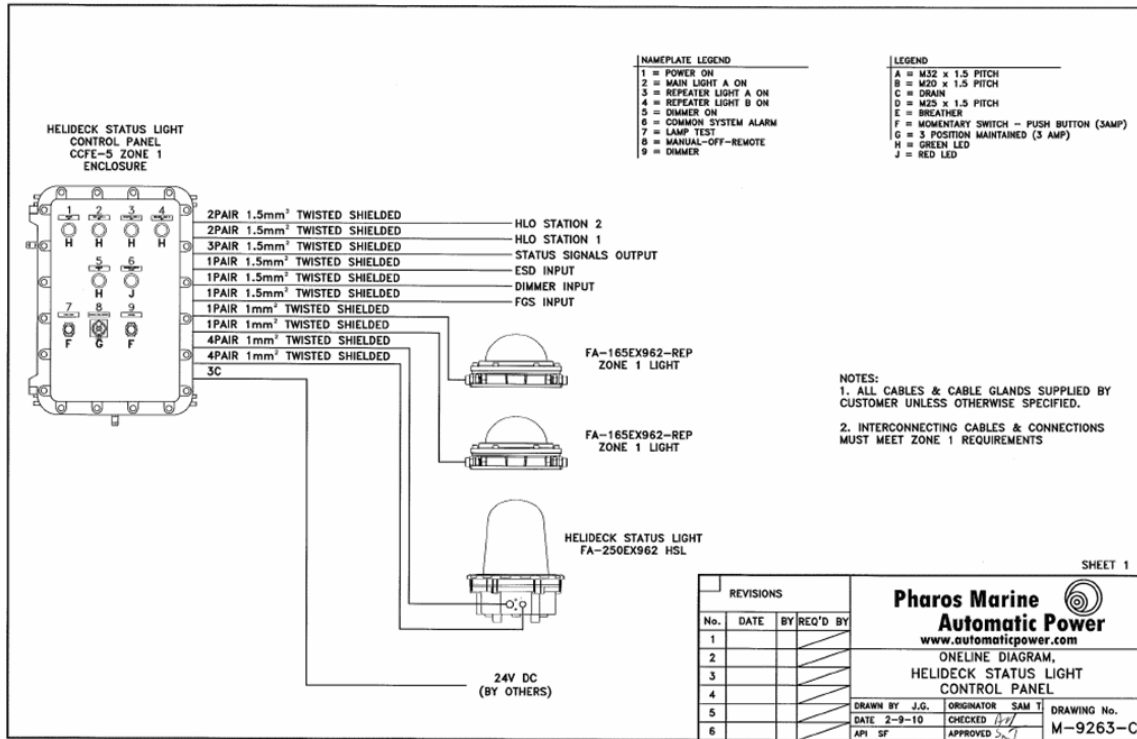 NAMEPLATE LEGEND
1 = POWER ON
2 = MAIN LIGHT A ON
3 = REPEATER LIGHT A ON
4 = REPEATER LIGHT B ON
5 = DIMMER ON
6 = COMMON SYSTEM ALARM
7 = LAMP TEST
8 = MANUAL-OFF-REMOTE
9 = DIMMER
LEGEND
A = M32 x 1.5 PITCH
B = M20 x 1.5 PITCH
C = DRAIN
D = M25 x 1.5 PITCH
E = BREATHER
F = MOMENTARY SWITCH - PUSH BUTTON (3AMP)
G = 3 POSITION MAINTAINED (3 AMP)
H = GREEN LED
J = RED LED
HELIDECK STATUS LIGHT
CONTROL PANEL
CCFE-5 ZONE 1
ENCLOSURE
1 2 3 4
H H H H
5 6
H J
7 8 9
F G F
2PAIR 1.5mm² TWISTED SHIELDED
2PAIR 1.5mm² TWISTED SHIELDED
3PAIR 1.5mm² TWISTED SHIELDED
1PAIR 1.5mm² TWISTED SHIELDED
1PAIR 1.5mm² TWISTED SHIELDED
1PAIR 1.5mm² TWISTED SHIELDED
1PAIR 1mm² TWISTED SHIELDED
1PAIR 1mm² TWISTED SHIELDED
4PAIR 1mm² TWISTED SHIELDED
4PAIR 1mm² TWISTED SHIELDED
3C
HLO STATION 2
HLO STATION 1
STATUS SIGNALS OUTPUT
ESD INPUT
DIMMER INPUT
FGS INPUT
FA-165EX962-REP
ZONE 1 LIGHT
FA-165EX962-REP
ZONE 1 LIGHT
HELIDECK STATUS LIGHT
FA-250EX962 HSL
24V DC
(BY OTHERS)
NOTES:
1. ALL CABLES & CABLE GLANDS SUPPLIED BY
CUSTOMER UNLESS OTHERWISE SPECIFIED.
2. INTERCONNECTING CABLES & CONNECTIONS
MUST MEET ZONE 1 REQUIREMENTS
SHEET 1
REVISIONS
No. DATE BY REQ'D BY
1
2
3
4
5
6
Pharos Marine
Automatic Power
www.automaticpower.com
ONELINE DIAGRAM,
HELIDECK STATUS LIGHT
CONTROL PANEL
DRAWN BY J.G. ORIGINATOR SAM T.
DATE 2-9-10 CHECKED
API SF APPROVED
DRAWING No.
M-9263-C